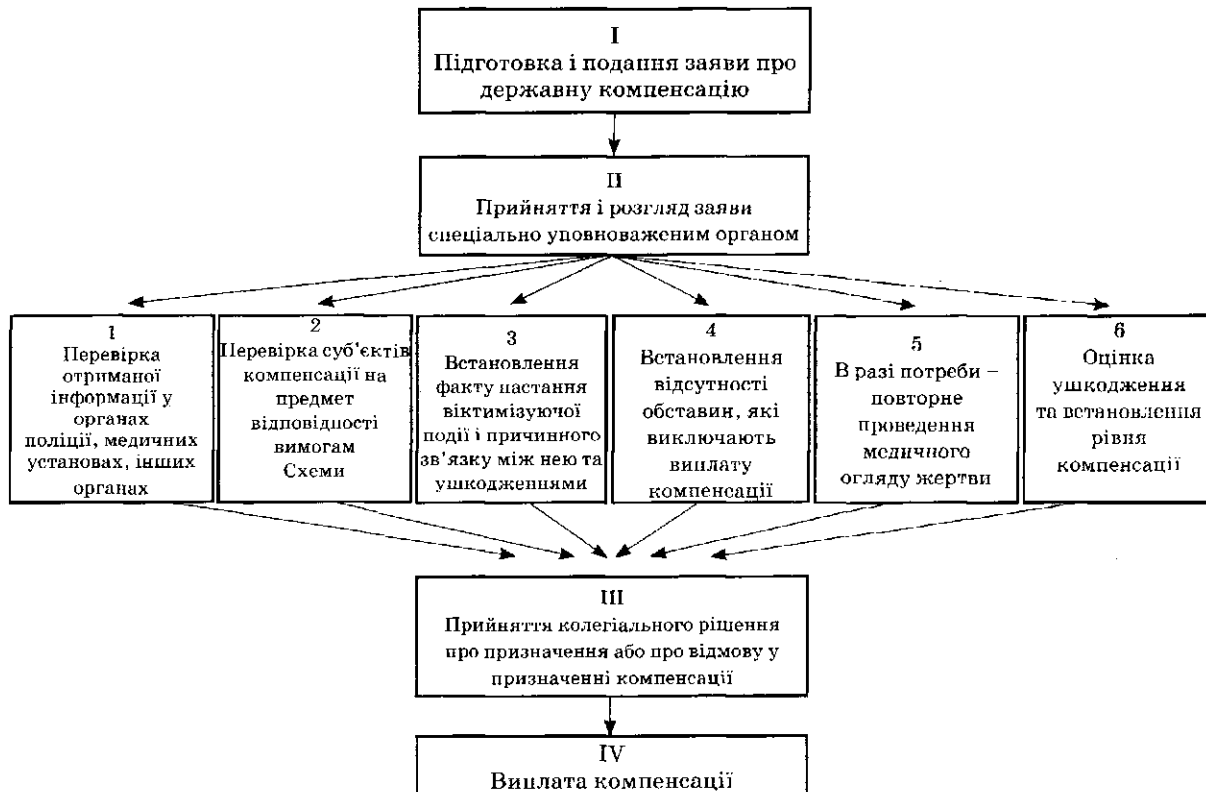 I
Підготовка і подання заяви про
державну компенсацію
II
Прийняття і розгляд заяви
спеціально уповноваженим органом
1
Перевірка
отриманої
інформації у
органах
поліції, медичних
установах, інших
органах
2
Перевірка суб’єктів
компенсації на
предмет
відповідності
вимогам
Схеми
3
Встановлення
факту настання
віктимізуючої
події і причинного
зв’язку між нею та
ушкодженнями
4
Встановлення
відсутності
обставин, які
виключають
виплату
компенсації
5
В разі потреби –
повторне
проведення
медичного
огляду жертви
6
Оцінка
ушкодження
та встановлення
рівня
компенсації
III
Прийняття колегіального рішення
про призначення або про відмову у
призначенні компенсації
IV
Виплата компенсації